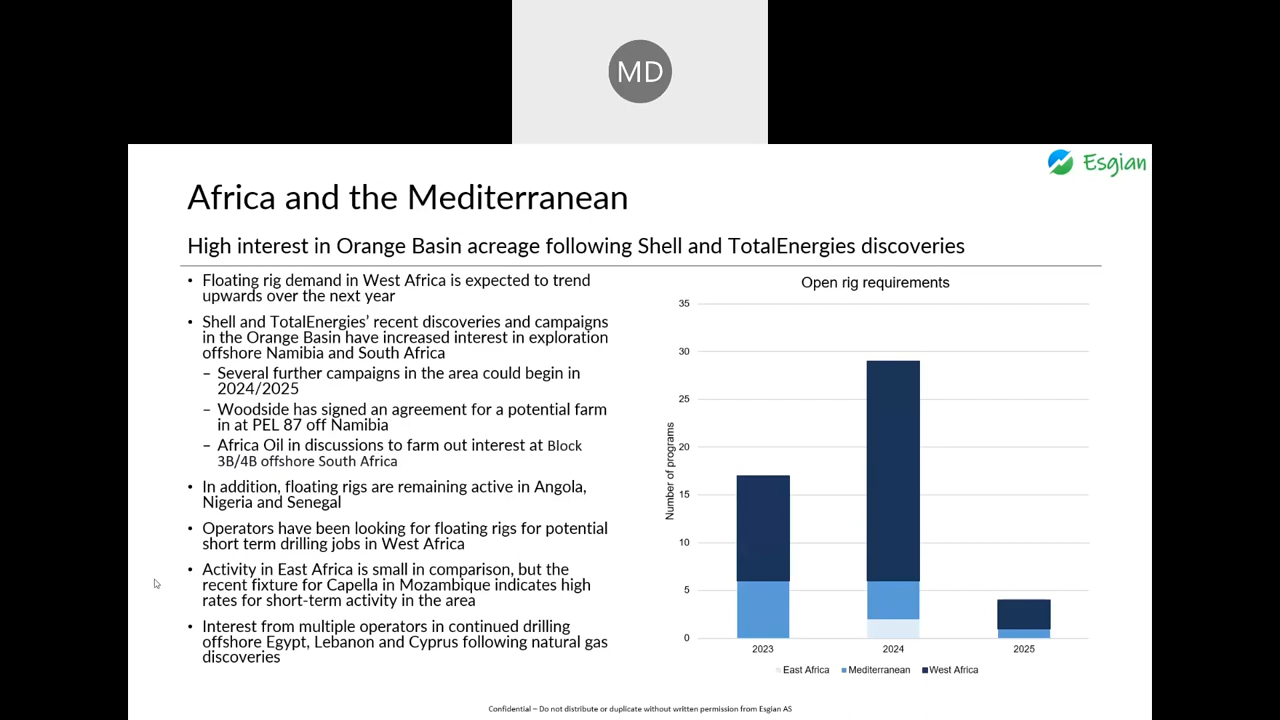 MD
Esgian
Africa and the Mediterranean
High interest in Orange Basin acreage following Shell and TotalEnergies discoveries
• Floating rig demand in West Africa is expected to trend
upwards over the next year
• Shell and TotalEnergies’ recent discoveries and campaigns
in the Orange Basin have increased interest in exploration
offshore Namibia and South Africa
– Several further campaigns in the area could begin in
2024/2025
– Woodside has signed an agreement for a potential farm
in at PEL 87 off Namibia
– Africa Oil in discussions to farm out interest at Block
3B/4B offshore South Africa
• In addition, floating rigs are remaining active in Angola,
Nigeria and Senegal
• Operators have been looking for floating rigs for potential
short term drilling jobs in West Africa
• Activity in East Africa is small in comparison, but the
recent fixture for Capella in Mozambique indicates high
rates for short-term activity in the area
• Interest from multiple operators in continued drilling
offshore Egypt, Lebanon and Cyprus following natural gas
discoveries
Open rig requirements
Number of programs
35
30
25
20
15
10
5
0
2023 2024 2025
East Africa Mediterranean West Africa
Confidential – Do not distribute or duplicate without written permission from Esgian AS